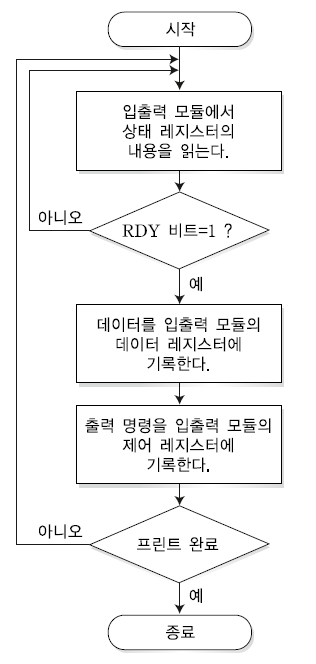 시작
입출력 모듈에서
상태 레지스터의
내용을 읽는다.
아니오
RDY 비트=1 ?
예
데이터를 입출력 모듈의
데이터 레지스터에
기록한다.
출력 명령을 입출력 모듈의
제어 레지스터에
기록한다.
아니오
프린트 완료
예
종료